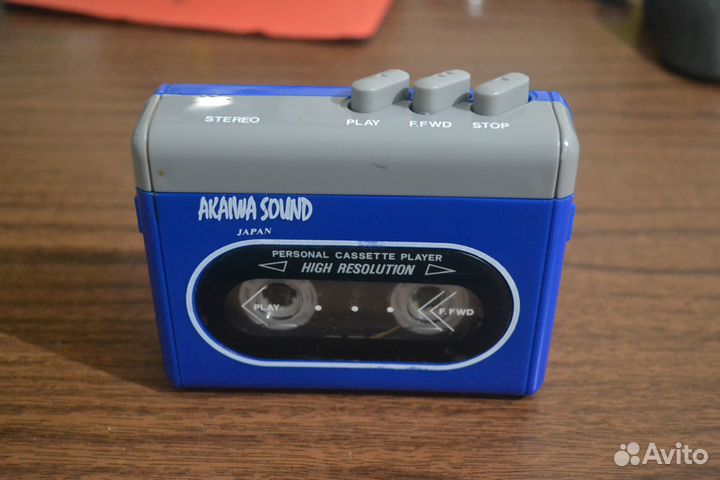 STEREO
PLAY F.FWD STOP
AKAIWA SOUND
JAPAN
PERSONAL CASSETTE PLAYER
HIGH RESOLUTION
PLAY F.FWD
Avito